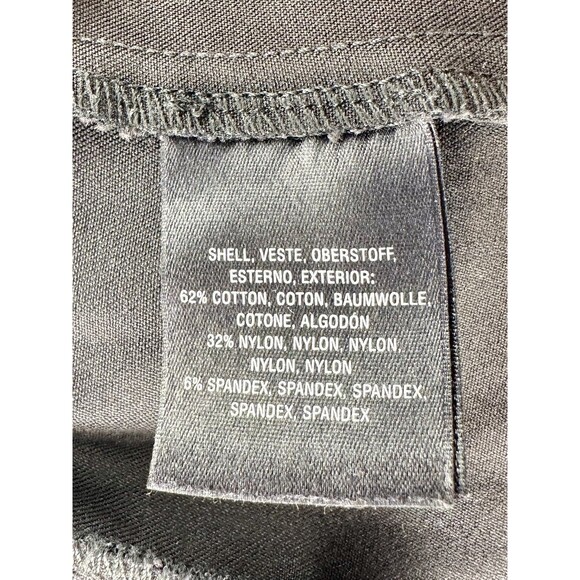 SHELL, VESTE, OBERSTOFF,
ESTERNO, EXTERIOR:
62% COTTON, COTON, BAUMWOLLE,
COTONE, ALGODÓN
32% NYLON, NYLON, NYLON,
NYLON, NYLON
6% SPANDEX, SPANDEX, SPANDEX,
SPANDEX, SPANDEX